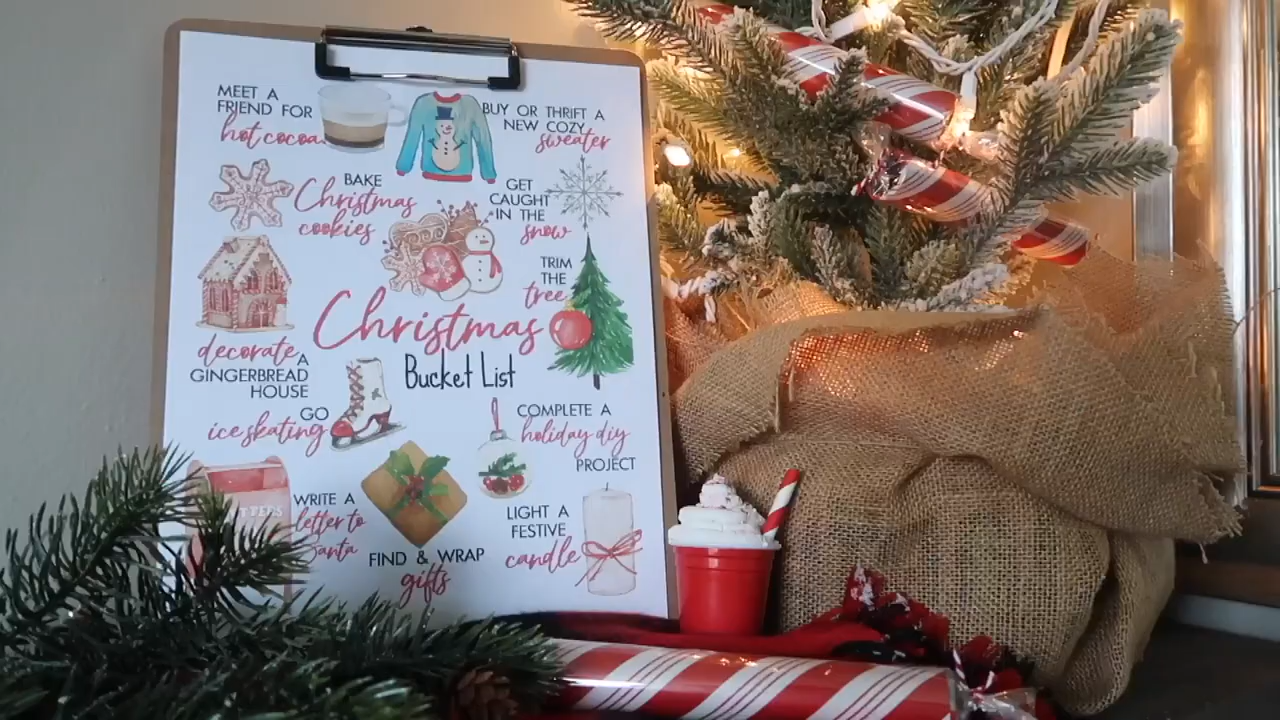 MEET A
FRIEND FOR
hot cocoa
BUY OR THRIFT A
NEW COZY
sweater
BAKE
Christmas
cookies
GET
CAUGHT
IN THE
snow
TRIM
THE
tree
Christmas
Bucket List
decorate A
GINGERBREAD
HOUSE
GO
ice skating
COMPLETE A
holiday diy
PROJECT
WRITE A
letter to
Santa
FIND & WRAP
gifts
LIGHT A
FESTIVE
candle